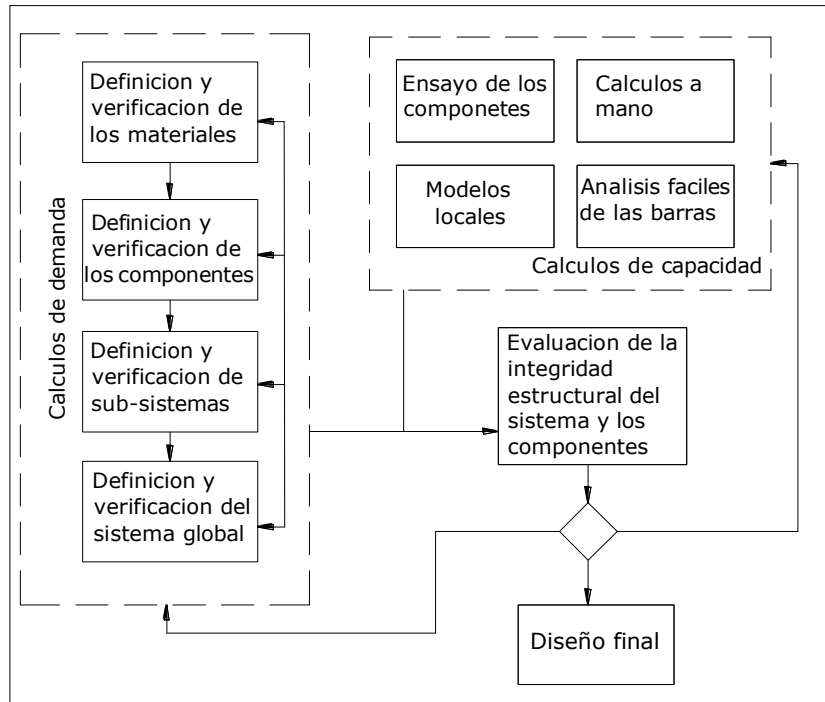 Definicion y
verificacion de
los materiales
Definicion y
verificacion de
los componentes
Definicion y
verificacion de
sub-sistemas
Definicion y
verificacion del
sistema global
Calculos de demanda
Ensayo de los
componetes
Calculos a
mano
Modelos
locales
Analisis faciles
de las barras
Calculos de capacidad
Evaluacion de la
integridad
estructural del
sistema y los
componentes
Diseño final